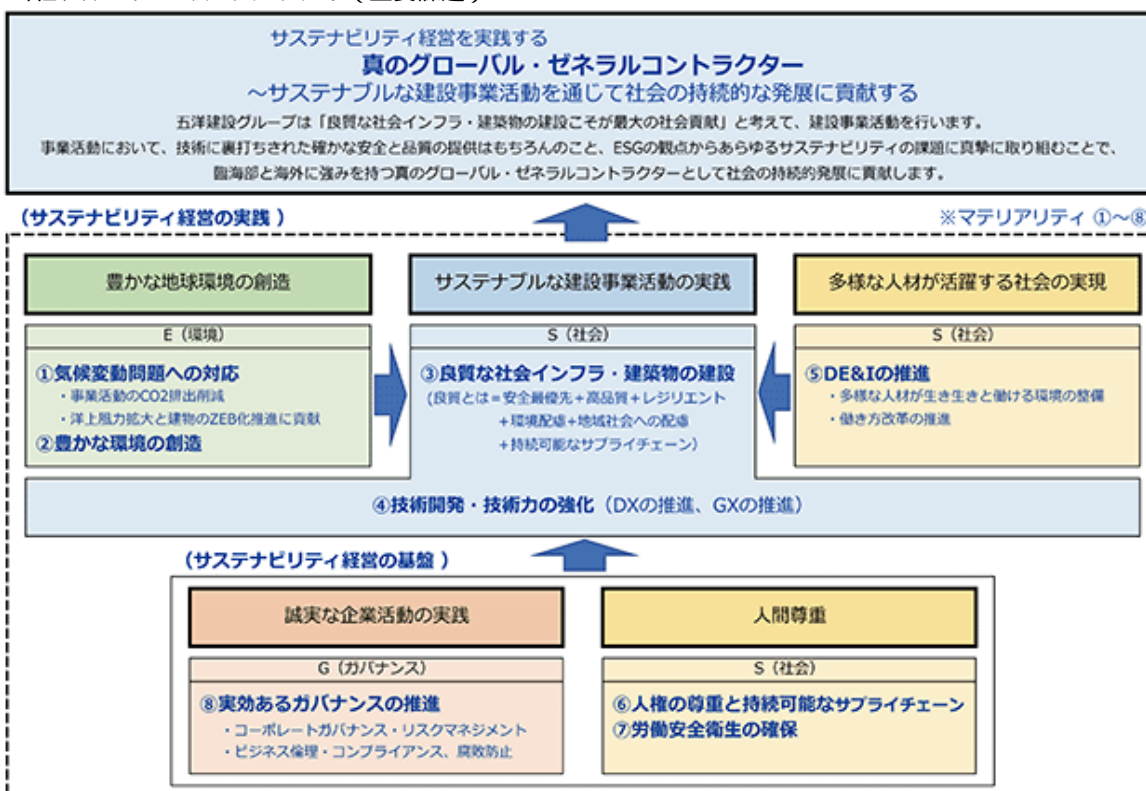 サステナビリティ経営を実践する
真のグローバル・ゼネラルコントラクター
～サステナブルな建設事業活動を通じて社会の持続的な発展に貢献する
五洋建設グループは「良質な社会インフラ・建築物の建設こそが最大の社会貢献」と考えて、建設事業活動を行います。
事業活動において、技術に裏打ちされた確かな安全と品質の提供はもちろんのこと、ESGの観点からあらゆるサステナビリティの課題に真摯に取り組むことで、
臨海部と海外に強みを持つ真のグローバル・ゼネラルコントラクターとして社会の持続的発展に貢献します。
(サステナビリティ経営の実践 )
※マテリアリティ ①～⑧
豊かな地球環境の創造
E（環境）
①気候変動問題への対応
・事業活動のCO2排出削減
・洋上風力拡大と建物のZEB化推進に貢献
②豊かな環境の創造
サステナブルな建設事業活動の実践
S（社会）
③良質な社会インフラ・建築物の建設
(良質とは＝安全最優先＋高品質＋レジリエント
＋環境配慮＋地域社会への配慮
＋持続可能なサプライチェーン)
多様な人材が活躍する社会の実現
S（社会）
⑤DE&Iの推進
・多様な人材が生き生きと働ける環境の整備
・働き方改革の推進
④技術開発・技術力の強化（DXの推進、GXの推進）
(サステナビリティ経営の基盤 )
誠実な企業活動の実践
G（ガバナンス）
⑧実効あるガバナンスの推進
・コーポレートガバナンス・リスクマネジメント
・ビジネス倫理・コンプライアンス、腐敗防止
人間尊重
S（社会）
⑥人権の尊重と持続可能なサプライチェーン
⑦労働安全衛生の確保